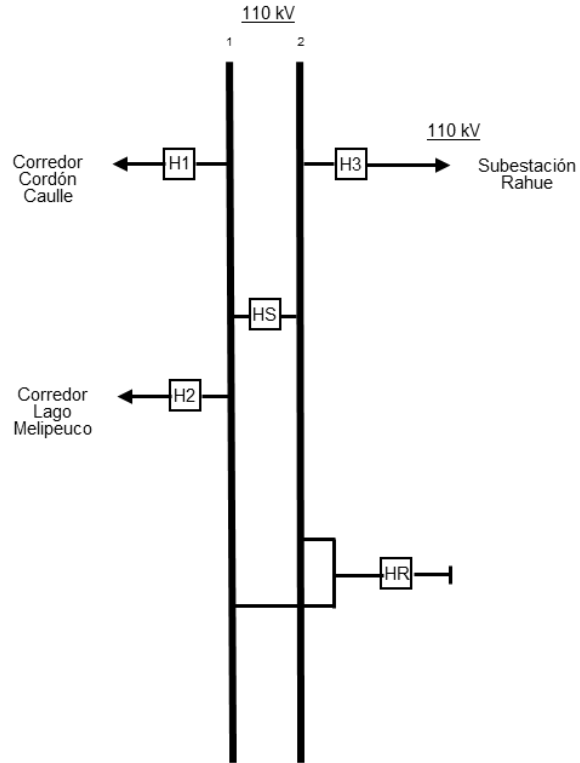 110 kV
1
2
110 kV
H1
H3
Corredor
Cordón
Caulle
Subestación
Rahue
HS
H2
Corredor
Lago
Melipeuco
HR